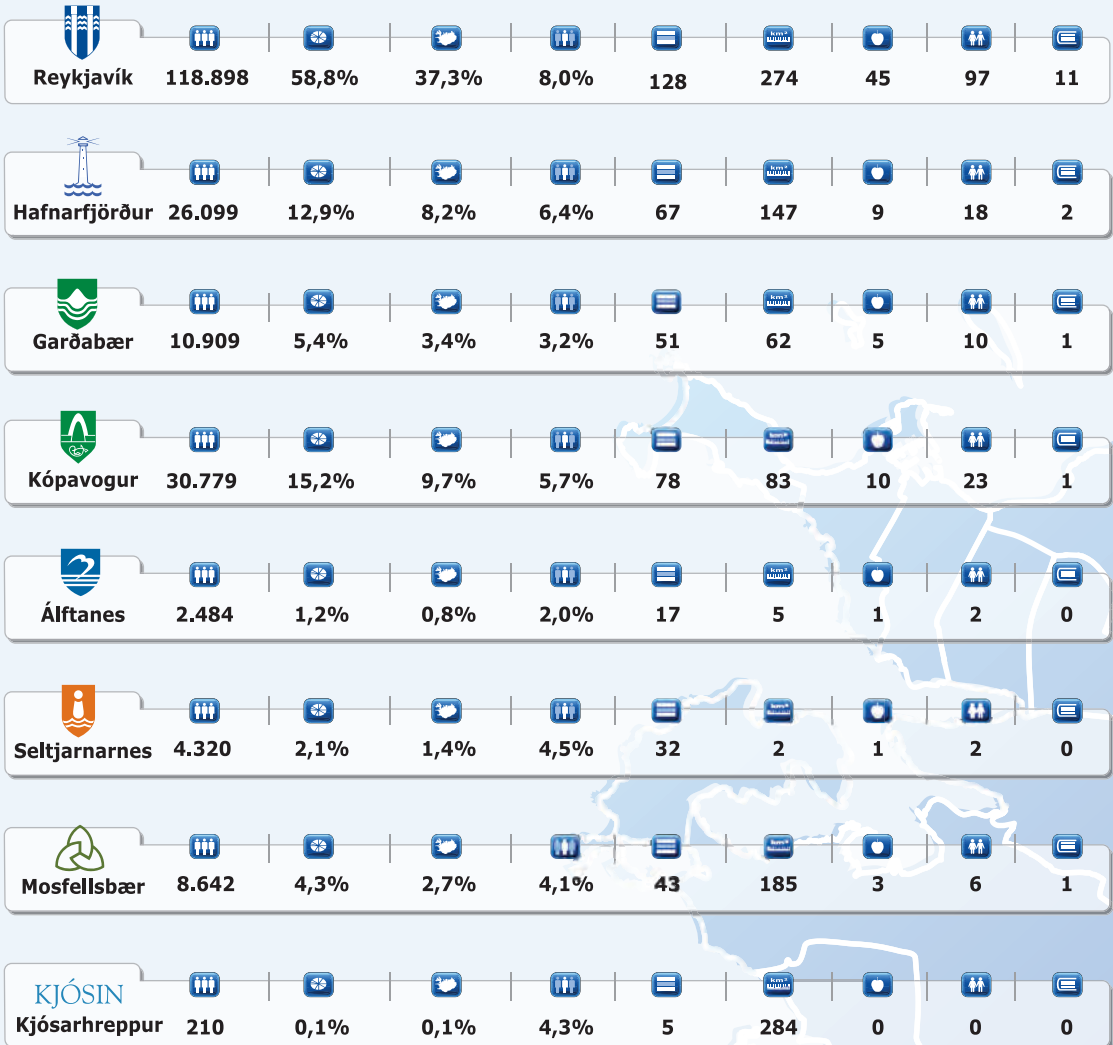 km²
Reykjavík 118.898 58,8% 37,3% 8,0% 128 274 45 97 11
km²
Hafnarfjörður 26.099 12,9% 8,2% 6,4% 67 147 9 18 2
km²
Garðabær 10.909 5,4% 3,4% 3,2% 51 62 5 10 1
Kópavogur 30.779 15,2% 9,7% 5,7% 78 83 10 23 1
km²
Álftanes 2.484 1,2% 0,8% 2,0% 17 5 1 2 0
Seltjarnarnes 4.320 2,1% 1,4% 4,5% 32 2 1 2 0
Mosfellsbær 8.642 4,3% 2,7% 4,1% 43 185 3 6 1
KJÓSIN km²
Kjósarhreppur 210 0,1% 0,1% 4,3% 5 284 0 0 0